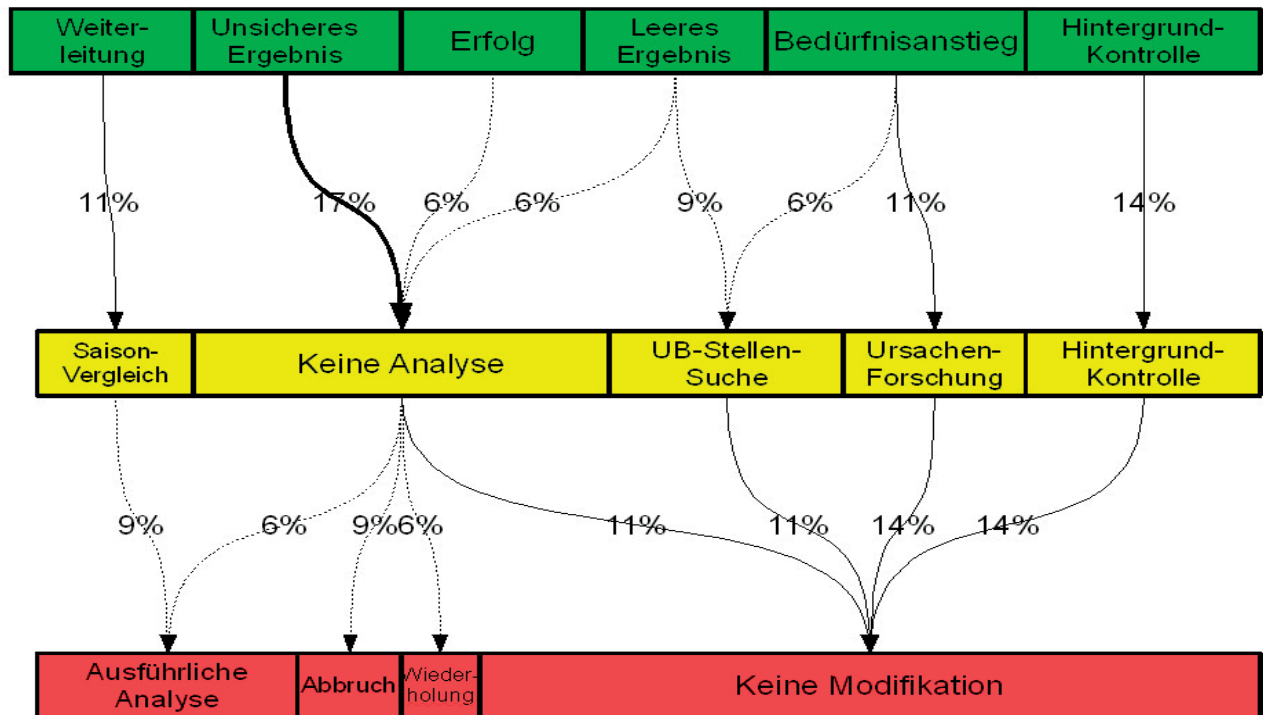 Weiter-
leitung
Unsicheres
Ergebnis
Erfolg
Leeres
Ergebnis
Bedürfnisanstieg
Hintergrund-
Kontrolle
11%
17%
6%
6%
9%
6%
11%
14%
Saison-
Vergleich
Keine Analyse
UB-Stellen-
Suche
Ursachen-
Forschung
Hintergrund-
Kontrolle
9%
6%
9%
6%
11%
11%
14%
14%
Ausführliche
Analyse
Abbruch
Wieder-
holung
Keine Modifikation